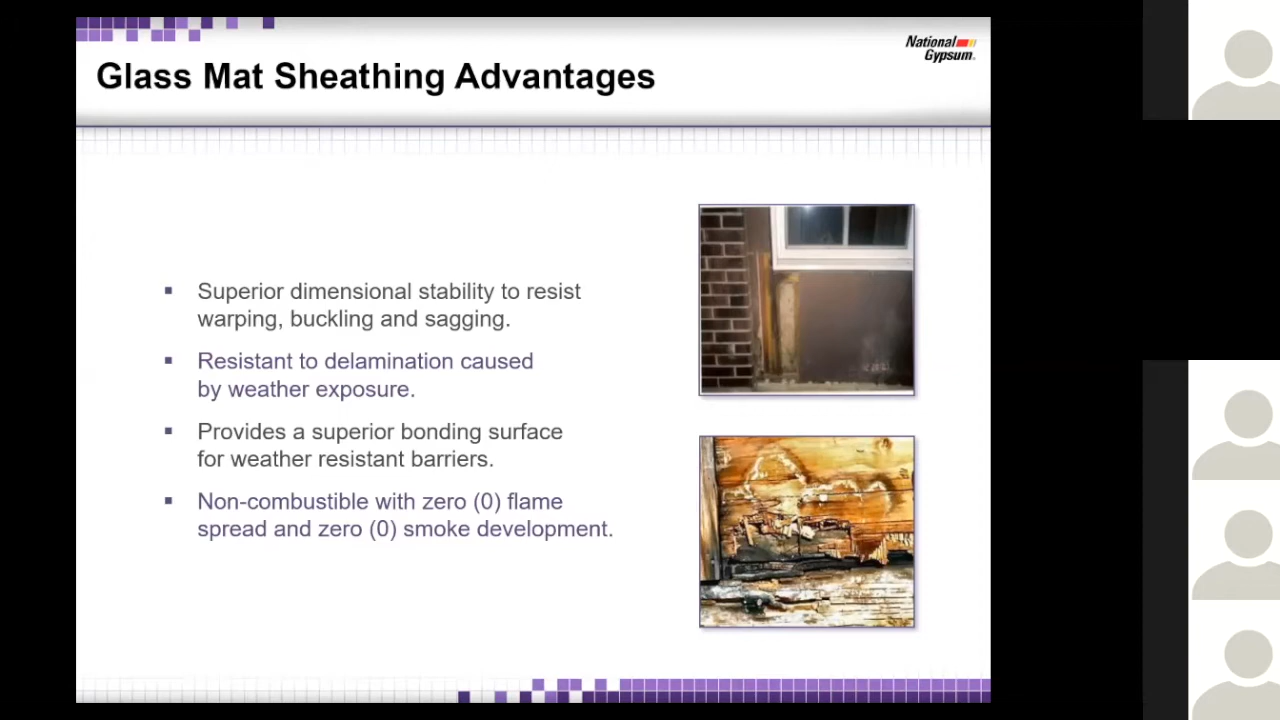 National
Gypsum®
Glass Mat Sheathing Advantages
Superior dimensional stability to resist
warping, buckling and sagging.
Resistant to delamination caused
by weather exposure.
Provides a superior bonding surface
for weather resistant barriers.
Non-combustible with zero (0) flame
spread and zero (0) smoke development.